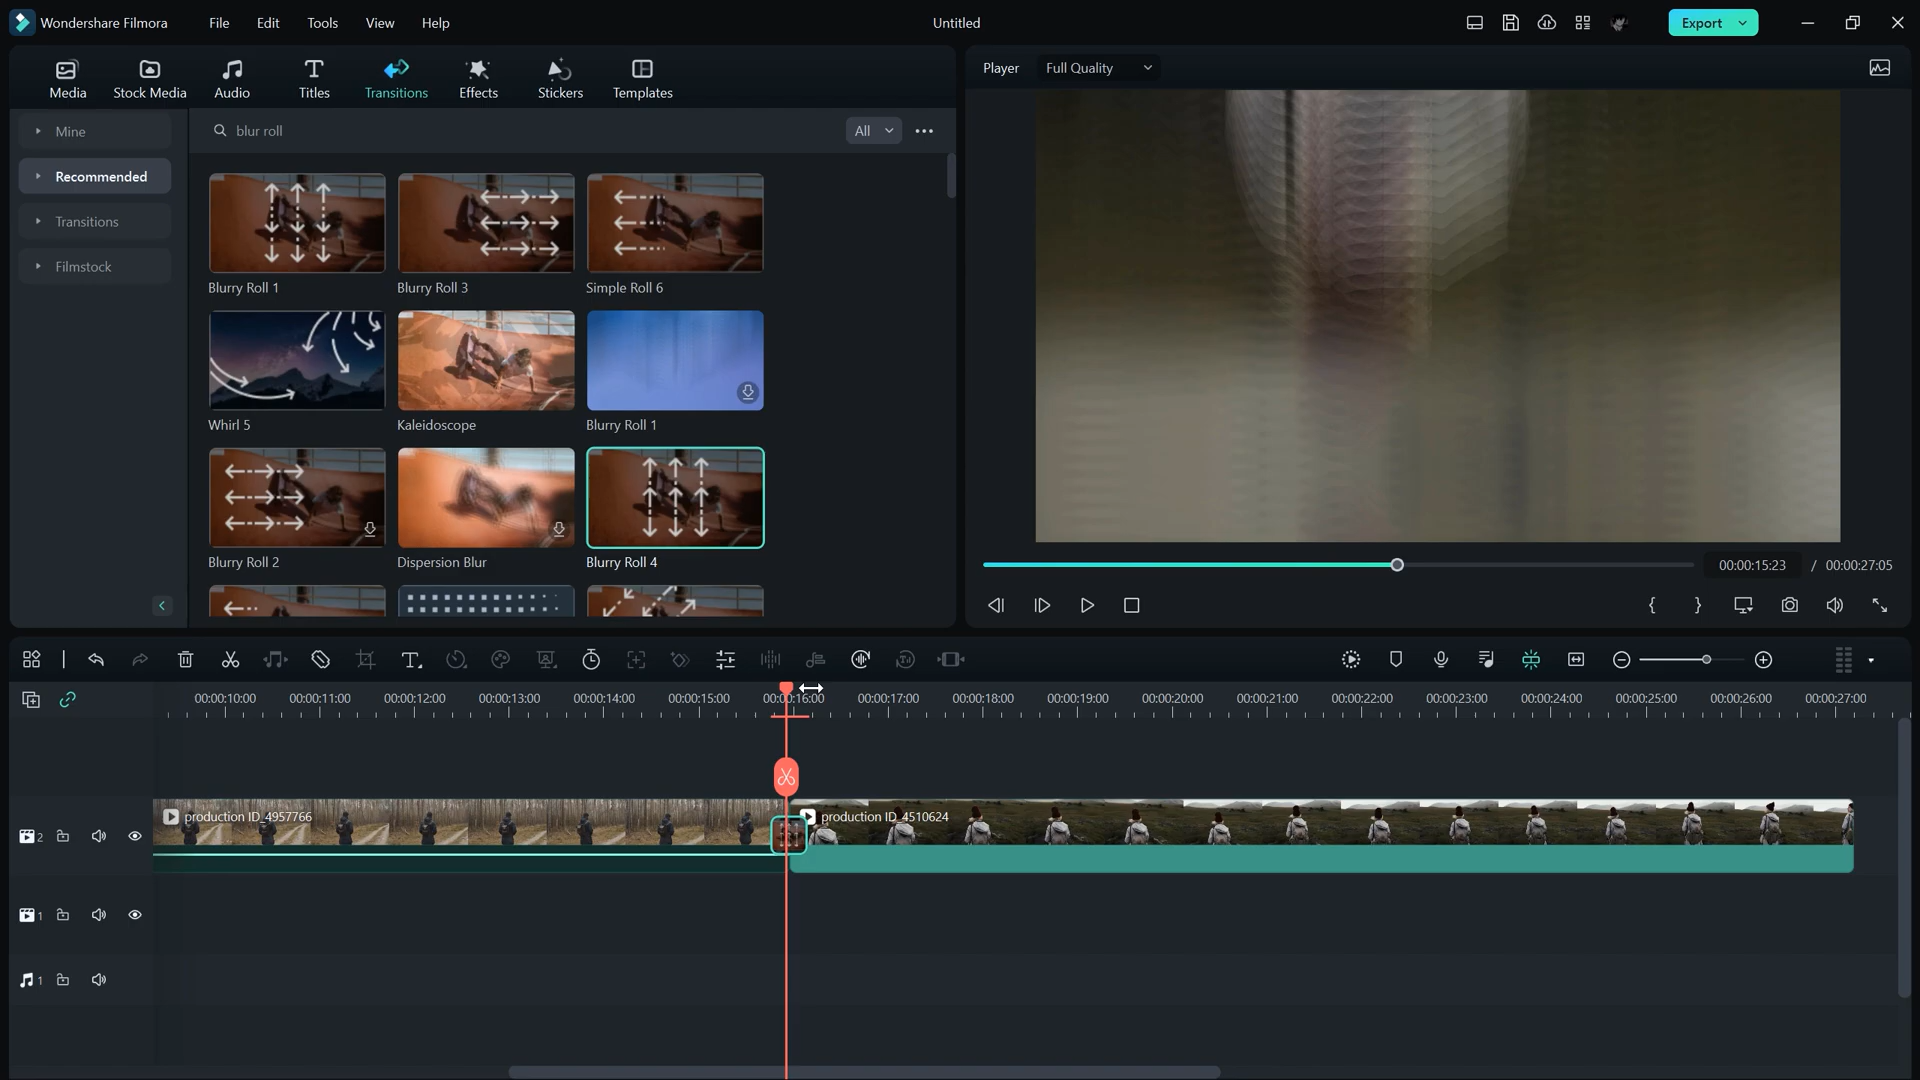 Wondershare Filmora
File
Edit
Tools
View
Help
Untitled
Export
Media
Stock Media
Audio
Titles
Transitions
Effects
Stickers
Templates
Player
Full Quality
Mine
Recommended
Transitions
Filmstock
blur roll
All
Blurry Roll 1
Blurry Roll 3
Simple Roll 6
Whirl 5
Kaleidoscope
Blurry Roll 1
Blurry Roll 2
Dispersion Blur
Blurry Roll 4
00:00:15:23 / 00:00:27:05
00:00:10:00
00:00:11:00
00:00:12:00
00:00:13:00
00:00:14:00
00:00:15:00
00:00:16:00
00:00:17:00
00:00:18:00
00:00:19:00
00:00:20:00
00:00:21:00
00:00:22:00
00:00:23:00
00:00:24:00
00:00:25:00
00:00:26:00
00:00:27:00
production ID_4957766
production ID_4510624
2
1
1